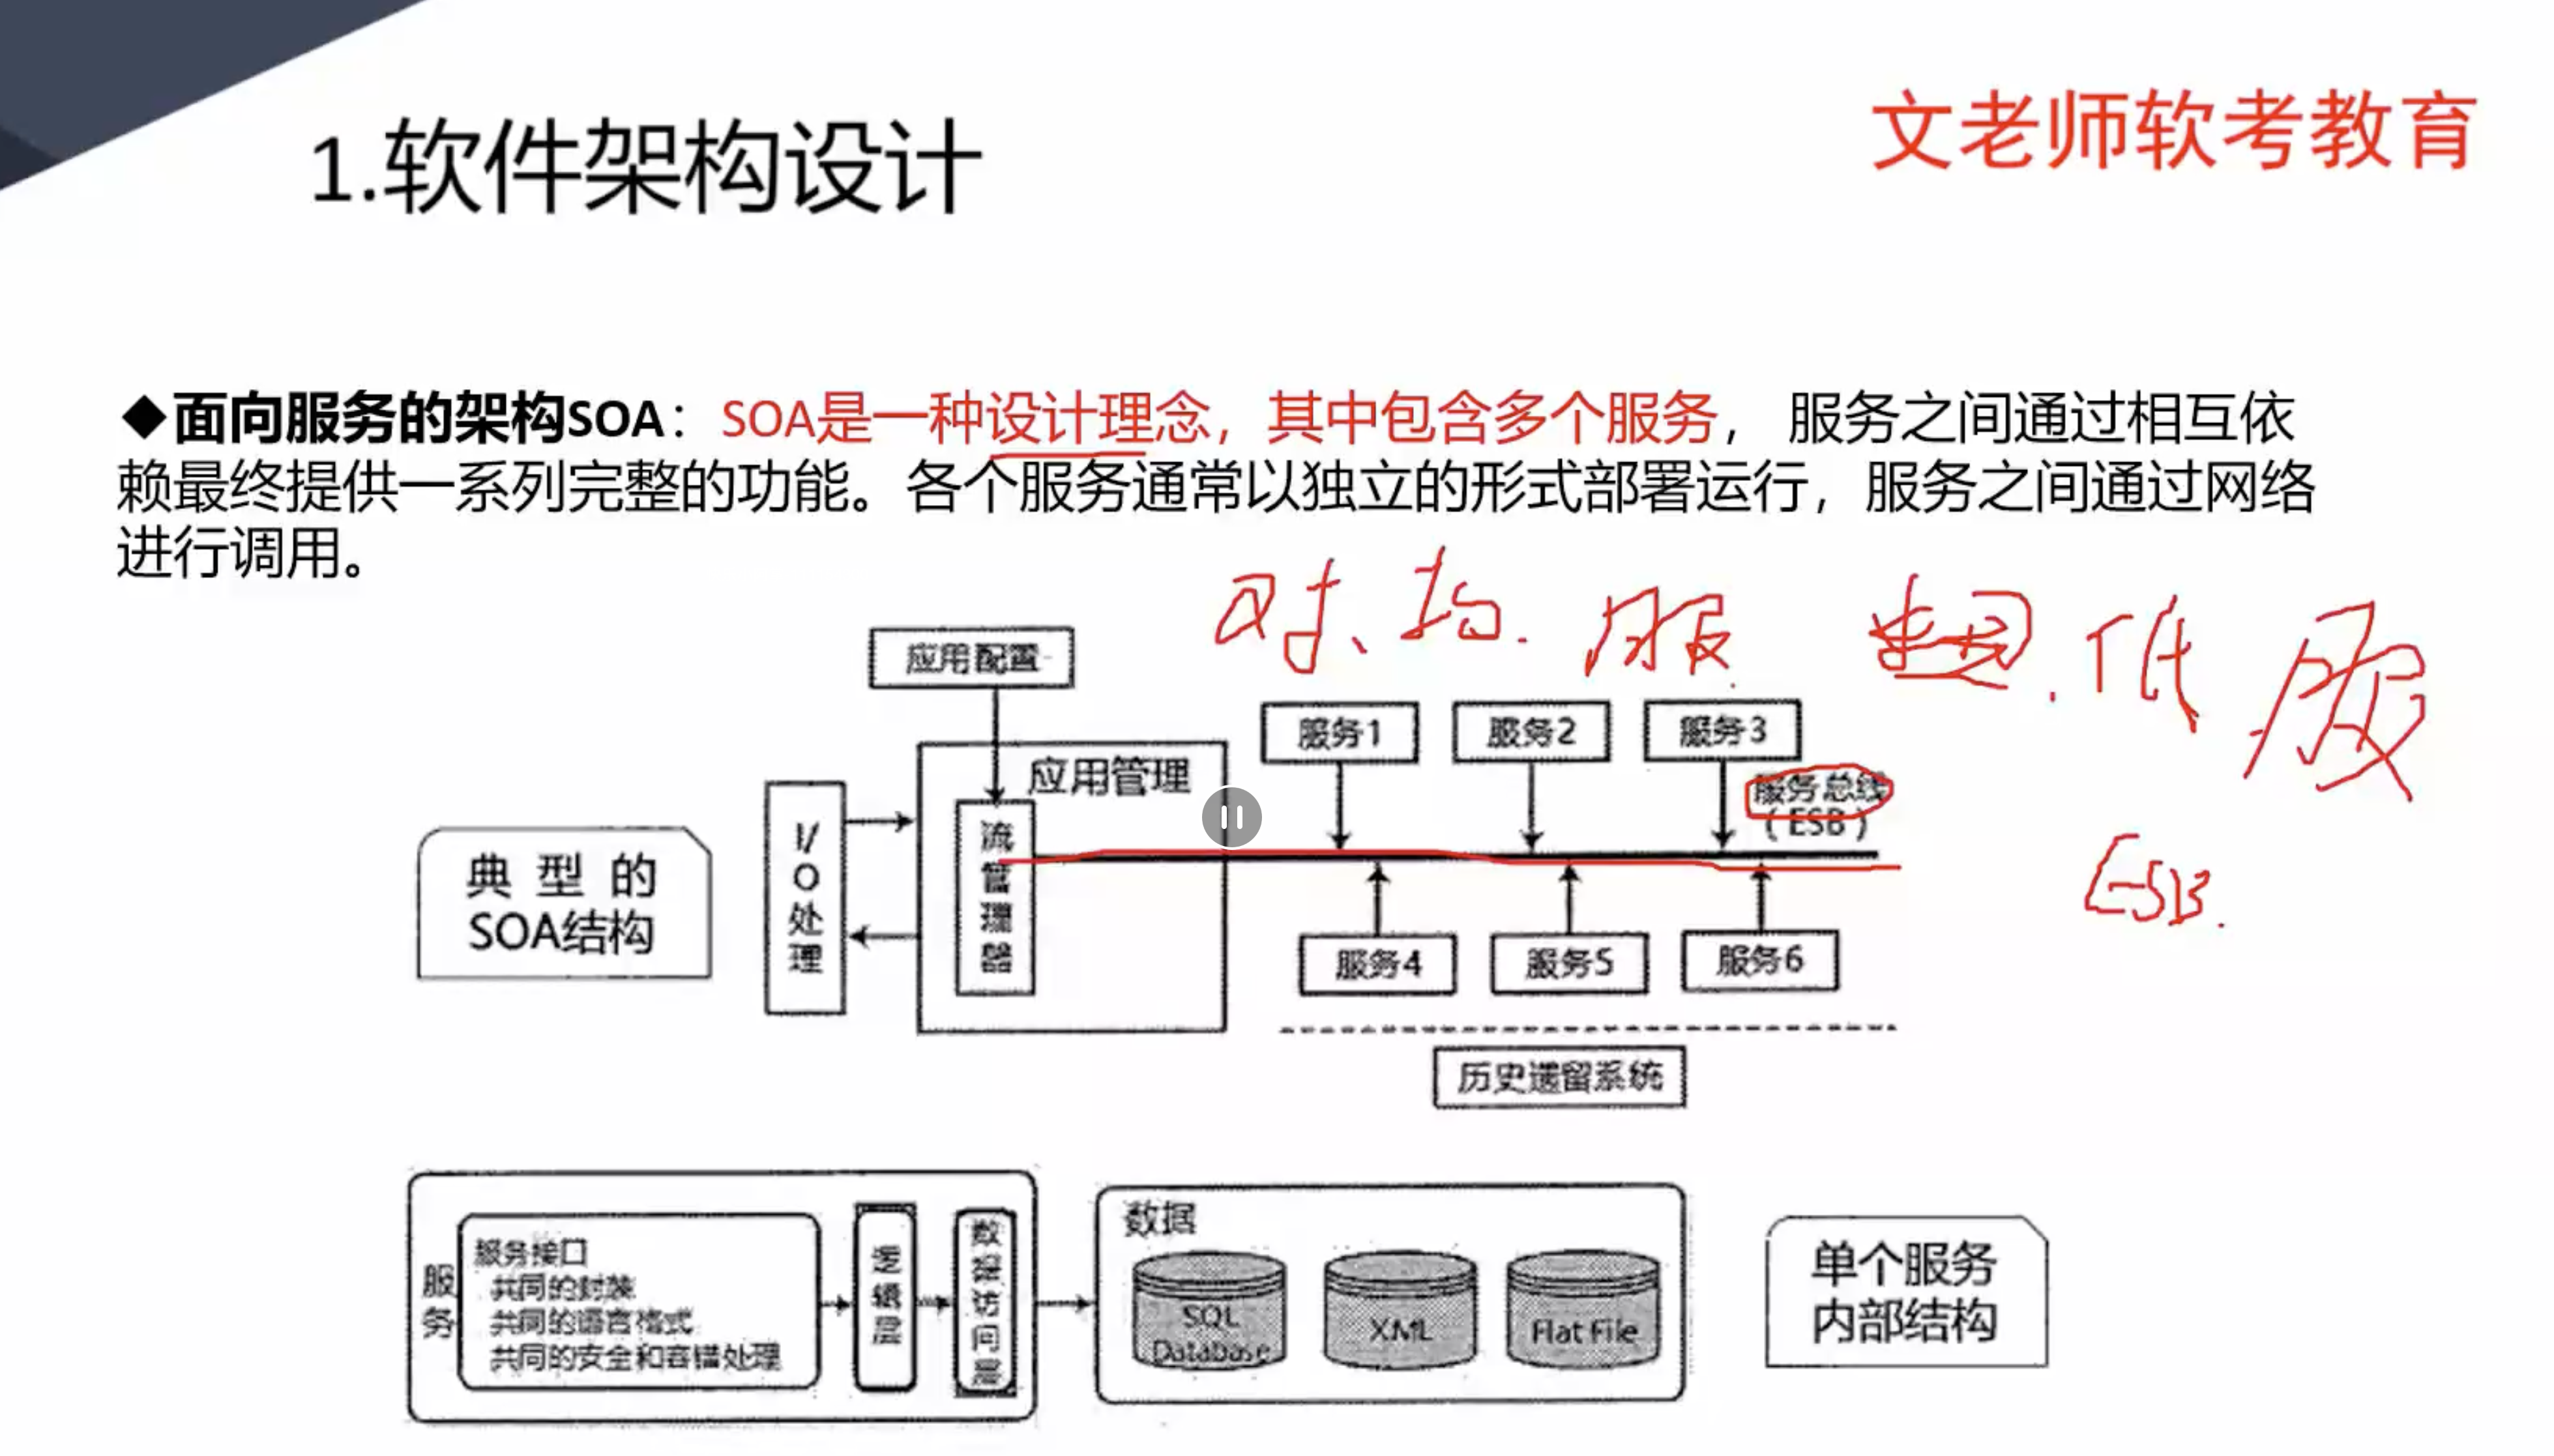 1.软件架构设计
文老师软考教育
◆面向服务的架构SOA：SOA是一种设计理念，其中包含多个服务， 服务之间通过相互依
赖最终提供一系列完整的功能。各个服务通常以独立的形式部署运行，服务之间通过网络
进行调用。
应用配置
服务1
服务2
服务3
应用管理
服务总线
（ESB）
I/O处理
流管理器
典型的
SOA结构
ESB.
服务4
服务5
服务6
历史遗留系统
服务
服务接口
共同的封装
共同的语言格式
共同的安全和容错处理
逻辑层
数据访问层
数据
SQL
Database
XML
Flat File
单个服务
内部结构